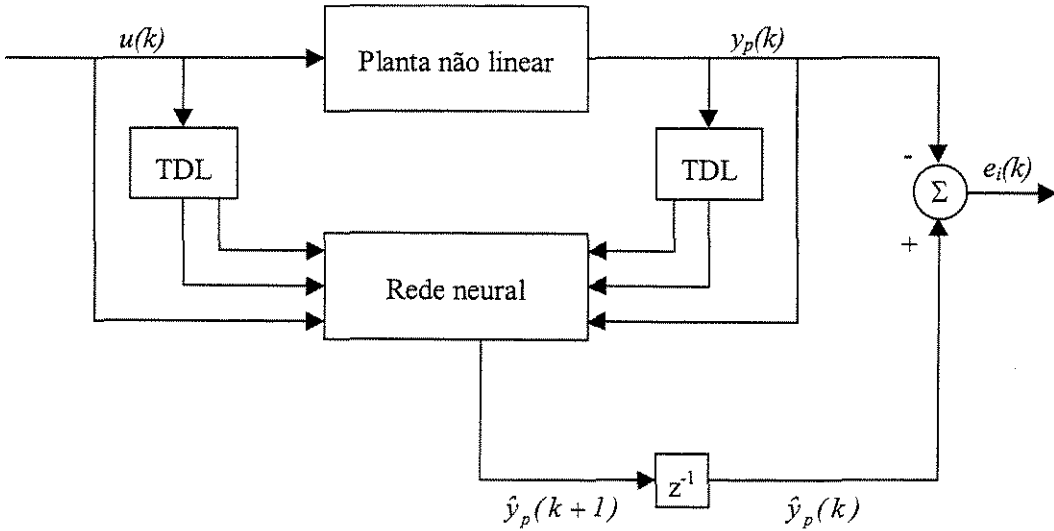 u(k)
Planta não linear
y_p(k)
TDL
TDL
-
Σ
e_i(k)
+
Rede neural
ŷ_p(k+1)
z^{-1}
ŷ_p(k)